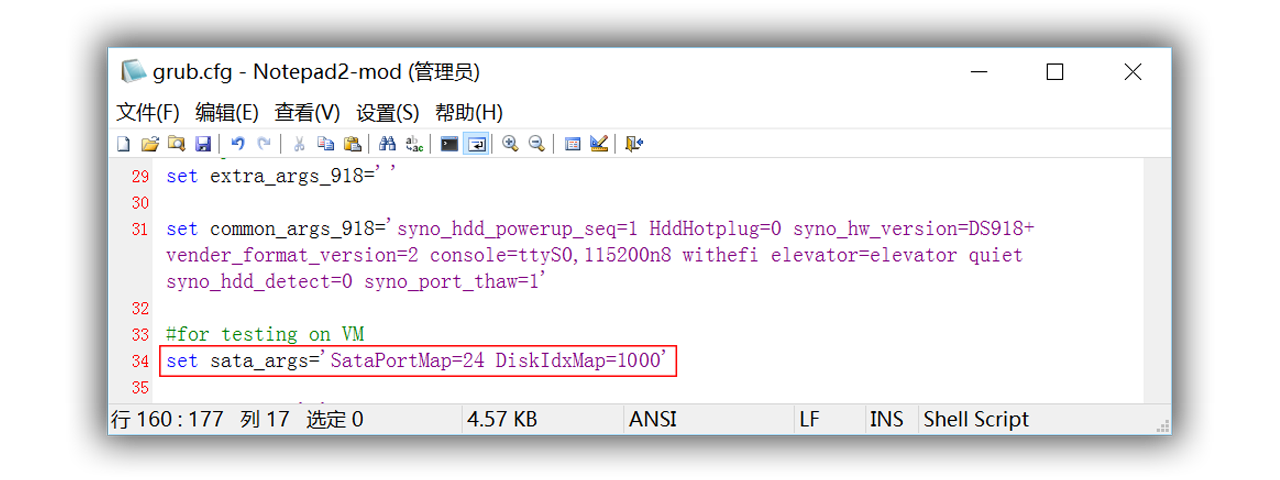 grub.cfg - Notepad2-mod (管理员)
文件(F) 编辑(E) 查看(V) 设置(S) 帮助(H)
29 set extra_args_918=' '
30
31 set common_args_918='syno_hdd_powerup_seq=1 HddHotplug=0 syno_hw_version=DS918+
vender_format_version=2 console=ttyS0,115200n8 withefi elevator=elevator quiet
syno_hdd_detect=0 syno_port_thaw=1'
32
33 #for testing on VM
34 set sata_args='SataPortMap=24 DiskIdxMap=1000'
35
行 160 : 177 列 17 选定 0 4.57 KB ANSI LF INS Shell Script